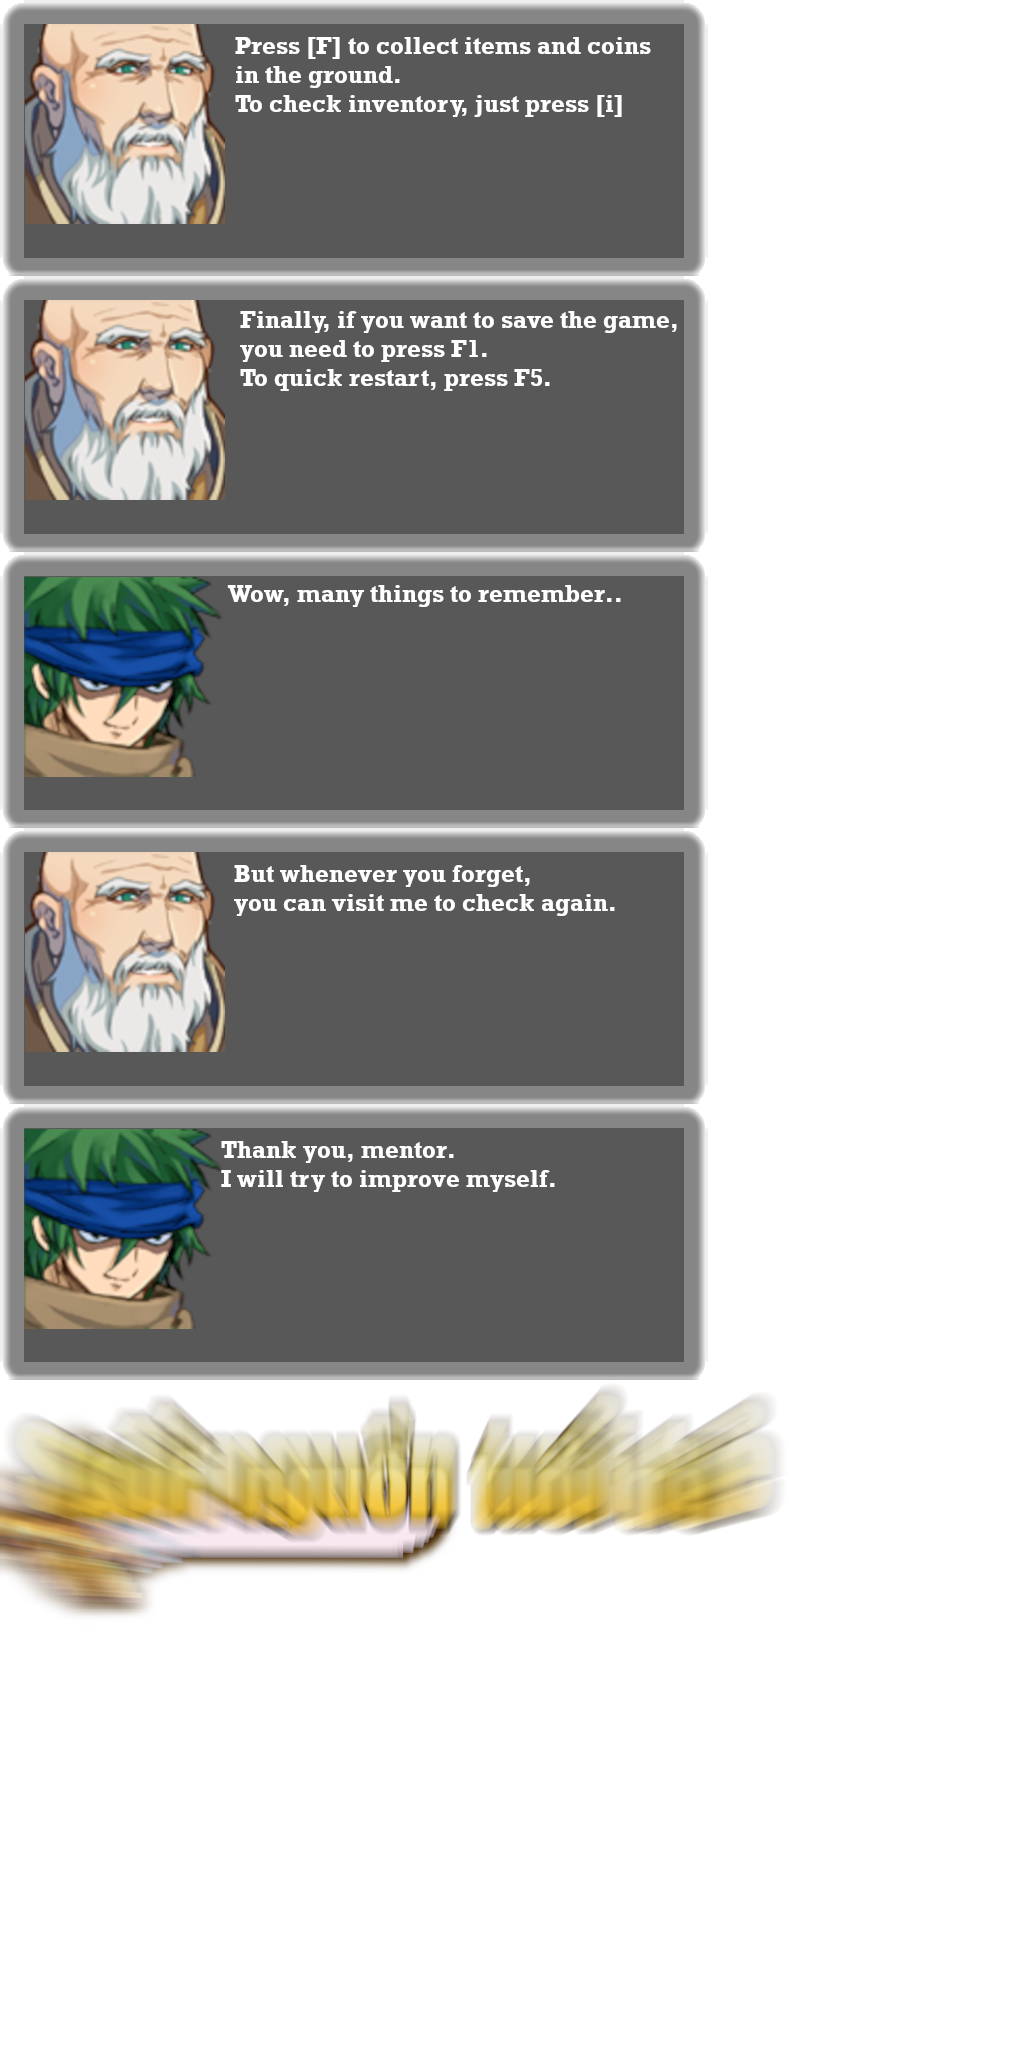 Press [F] to collect items and coins
in the ground.
To check inventory, just press [i]
Finally, if you want to save the game,
you need to press F1.
To quick restart, press F5.
Wow, many things to remember..
But whenever you forget,
you can visit me to check again.
Thank you, mentor.
I will try to improve myself.